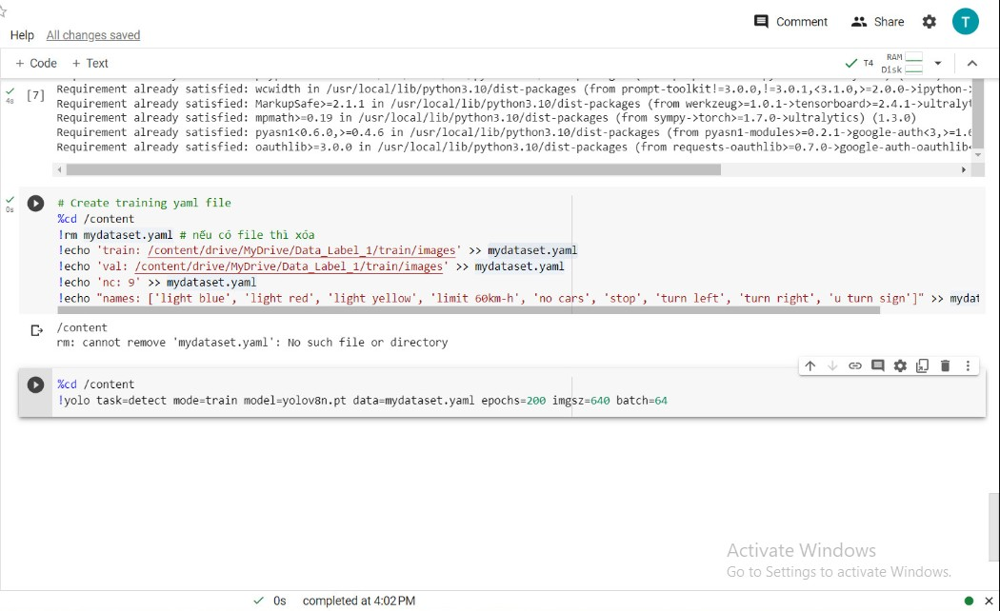 Help All changes saved
Comment Share T
+ Code + Text
T4 RAM Disk
4s
[7]
Requirement already satisfied: wcwidth in /usr/local/lib/python3.10/dist-packages (from prompt-toolkit!=3.0.0,!=3.0.1,<3.1.0,>=2.0.0->ipython-
Requirement already satisfied: MarkupSafe>=2.1.1 in /usr/local/lib/python3.10/dist-packages (from werkzeug>=1.0.1->tensorboard>=2.4.1->ultralyt
Requirement already satisfied: mpmath>=0.19 in /usr/local/lib/python3.10/dist-packages (from sympy->torch>=1.7.0->ultralytics) (1.3.0)
Requirement already satisfied: pyasn1<0.6.0,>=0.4.6 in /usr/local/lib/python3.10/dist-packages (from pyasn1-modules>=0.2.1->google-auth<3,>=1.6
Requirement already satisfied: oauthlib>=3.0.0 in /usr/local/lib/python3.10/dist-packages (from requests-oauthlib>=0.7.0->google-auth-oauthlib<
0s
# Create training yaml file
%cd /content
!rm mydataset.yaml # nếu có file thì xóa
!echo 'train: /content/drive/MyDrive/Data_Label_1/train/images' >> mydataset.yaml
!echo 'val: /content/drive/MyDrive/Data_Label_1/train/images' >> mydataset.yaml
!echo 'nc: 9' >> mydataset.yaml
!echo "names: ['light blue', 'light red', 'light yellow', 'limit 60km-h', 'no cars', 'stop', 'turn left', 'turn right', 'u turn sign']" >> mydat
/content
rm: cannot remove 'mydataset.yaml': No such file or directory
%cd /content
!yolo task=detect mode=train model=yolov8n.pt data=mydataset.yaml epochs=200 imgsz=640 batch=64
Activate Windows
Go to Settings to activate Windows.
0s completed at 4:02 PM